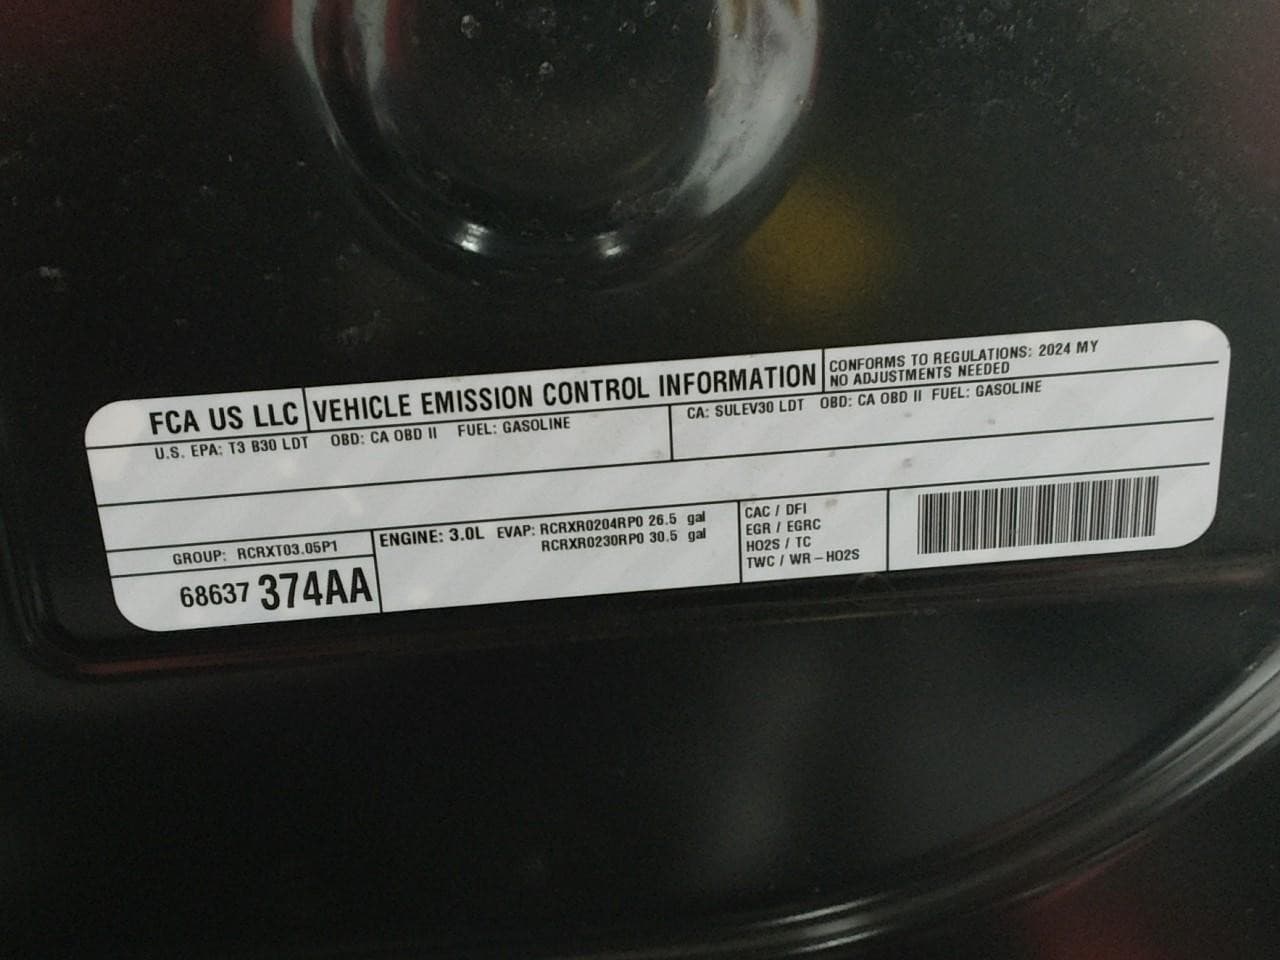 FCA US LLC
VEHICLE EMISSION CONTROL INFORMATION
CONFORMS TO REGULATIONS: 2024 MY
NO ADJUSTMENTS NEEDED
U.S. EPA: T3 B30 LDT OBD: CA OBD II FUEL: GASOLINE
CA: SULEV30 LDT OBD: CA OBD II FUEL: GASOLINE
GROUP: RCRXT03.05P1
68637 374AA
ENGINE: 3.0L EVAP: RCRXR0204RP0 26.5 gal
RCRXR0230RP0 30.5 gal
CAC / DFI
EGR / EGRC
HO2S / TC
TWC / WR-HO2S